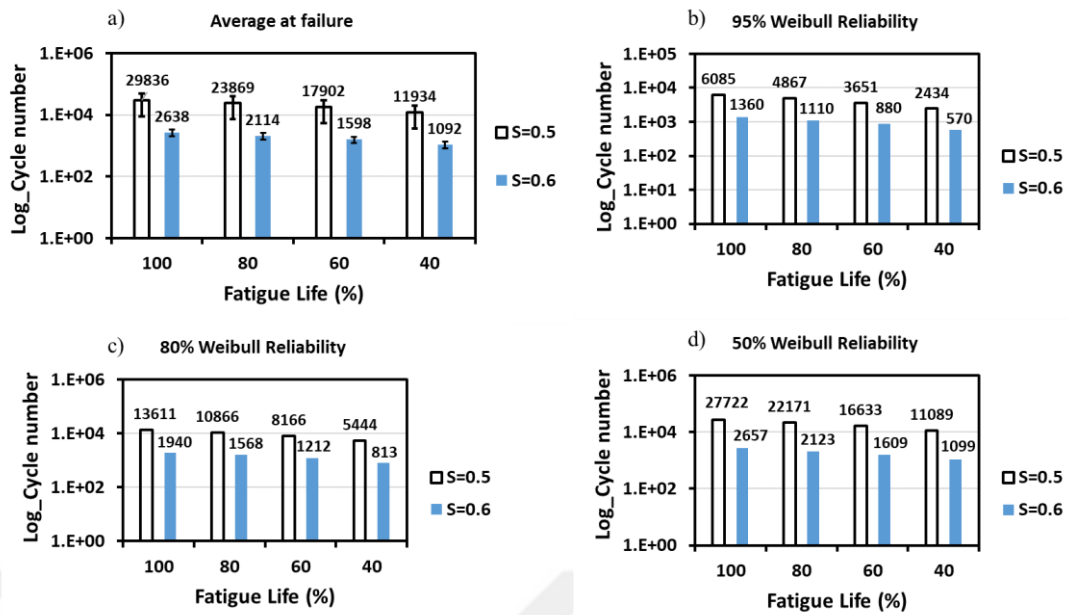 a) Average at failure
1.E+06
1.E+04
1.E+02
1.E+00
Log_Cycle number
29836 23869 17902 11934
2638 2114 1598 1092
100 80 60 40
Fatigue Life (%)
S=0.5
S=0.6
b) 95% Weibull Reliability
1.E+05
1.E+04
1.E+03
1.E+02
1.E+01
1.E+00
Log_Cycle number
6085 4867 3651 2434
1360 1110 880 570
100 80 60 40
Fatigue Life (%)
S=0.5
S=0.6
c) 80% Weibull Reliability
1.E+06
1.E+04
1.E+02
1.E+00
Log_Cycle number
13611 10866 8166 5444
1940 1568 1212 813
100 80 60 40
Fatigue Life (%)
S=0.5
S=0.6
d) 50% Weibull Reliability
1.E+06
1.E+04
1.E+02
1.E+00
Log_Cycle number
27722 22171 16633 11089
2657 2123 1609 1099
100 80 60 40
Fatigue Life (%)
S=0.5
S=0.6